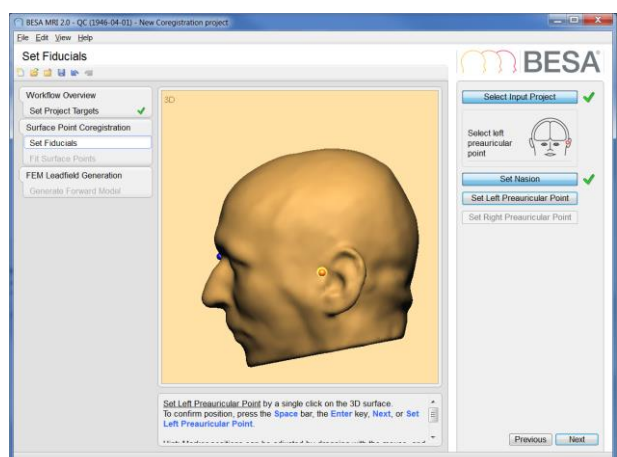 BESA MRI 2.0 - QC (1946-04-01) - New Coregistration project
File Edit View Help
Set Fiducials
BESA
Workflow Overview
Set Project Targets
Surface Point Coregistration
Set Fiducials
Fit Surface Points
FEM Leadfield Generation
Generate Forward Model
3D
Set Left Preauricular Point by a single click on the 3D surface.
To confirm position, press the Space bar, the Enter key, Next, or Set
Left Preauricular Point.
Select Input Project
Select left
preauricular
point
Set Nasion
Set Left Preauricular Point
Set Right Preauricular Point
Previous Next